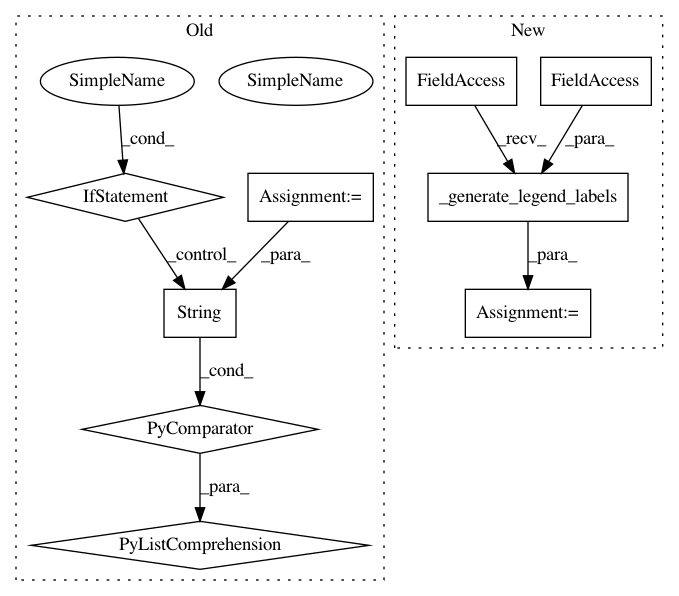 Old
New
SimpleName
SimpleName
FieldAccess
FieldAccess
_cond_
_recv_
_para_
IfStatement
Assignment:=
_generate_legend_labels
_control_
_para_
_para_
String
Assignment:=
_cond_
PyComparator
_para_
PyListComprehension